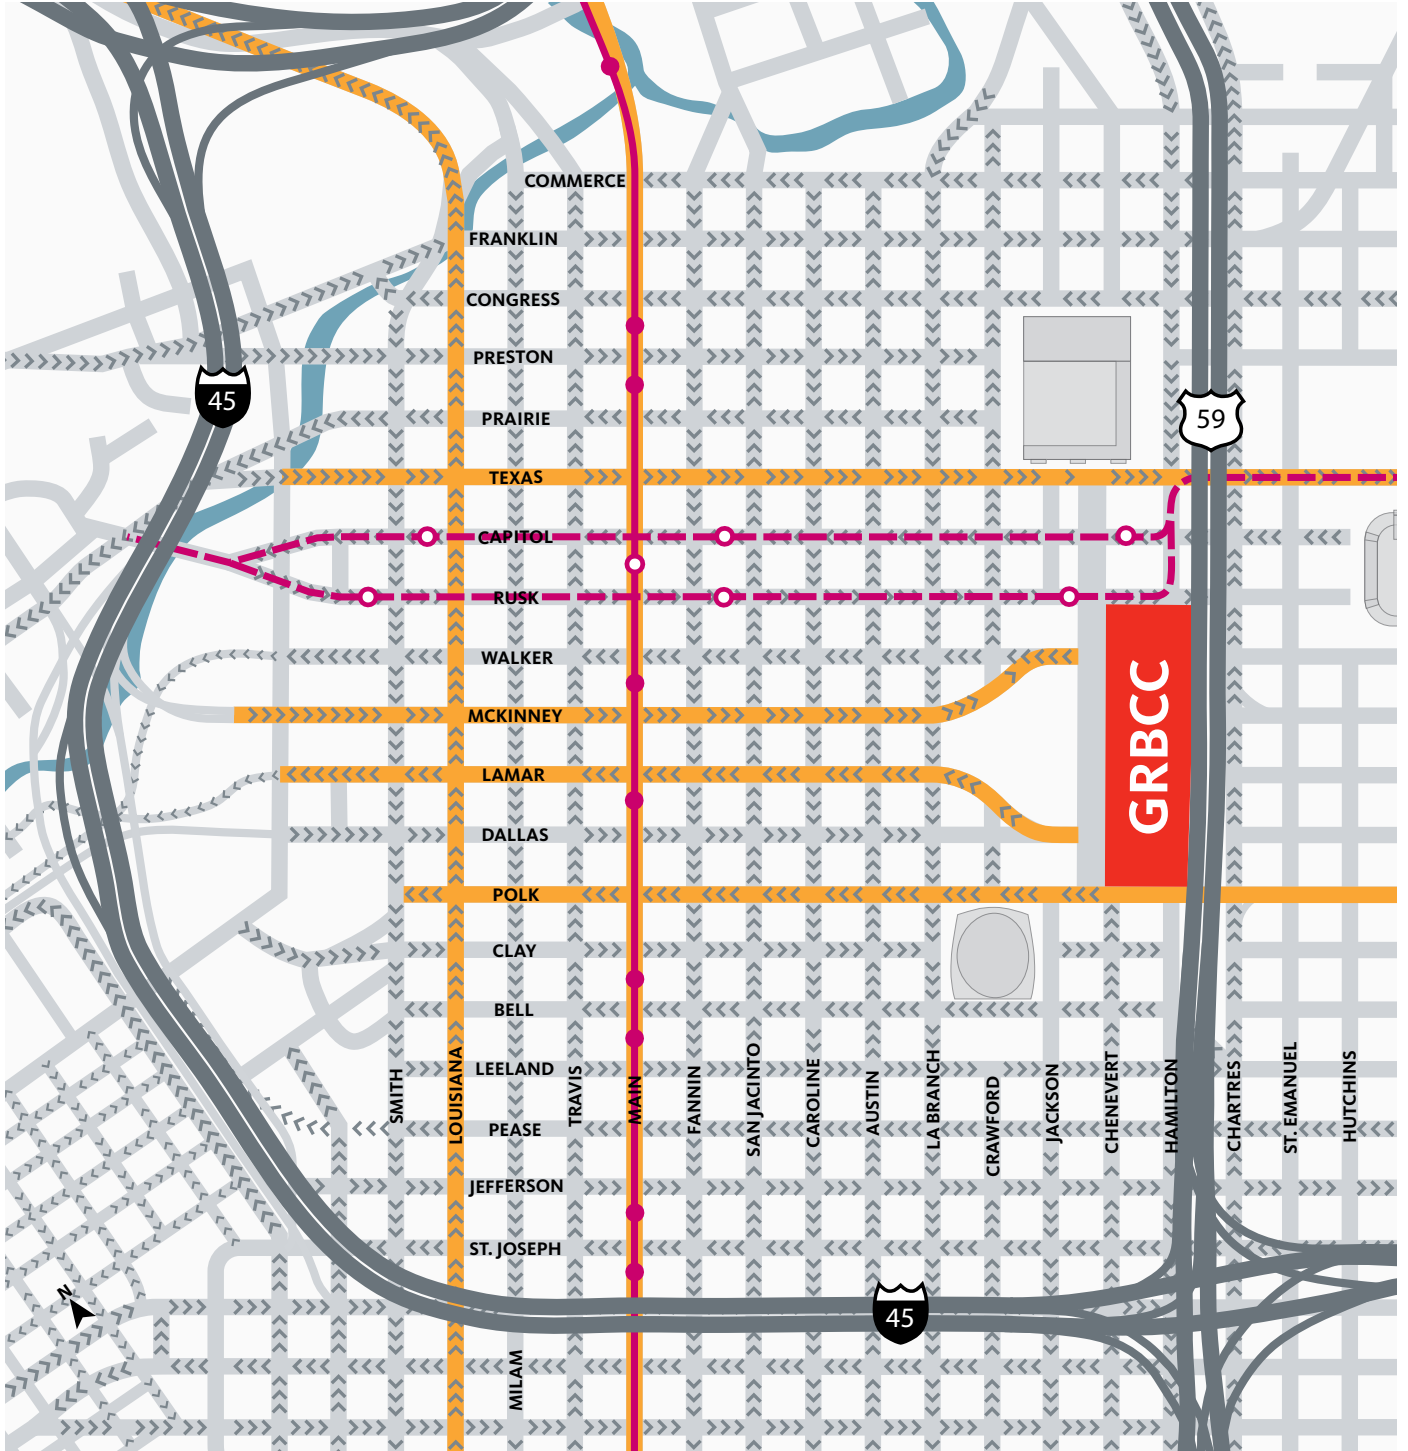 COMMERCE
FRANKLIN
CONGRESS
PRESTON
45
59
PRAIRIE
TEXAS
CAPITOL
RUSK
WALKER
GRBCC
MCKINNEY
LAMAR
DALLAS
POLK
CLAY
BELL
LEELAND
PEASE
SMITH
LOUISIANA
TRAVIS
MAIN
FANNIN
SAN JACINTO
CAROLINE
AUSTIN
LA BRANCH
CRAWFORD
JACKSON
CHENEVERT
HAMILTON
CHARTRES
ST. EMANUEL
HUTCHINS
JEFFERSON
ST. JOSEPH
N
45
MILAM